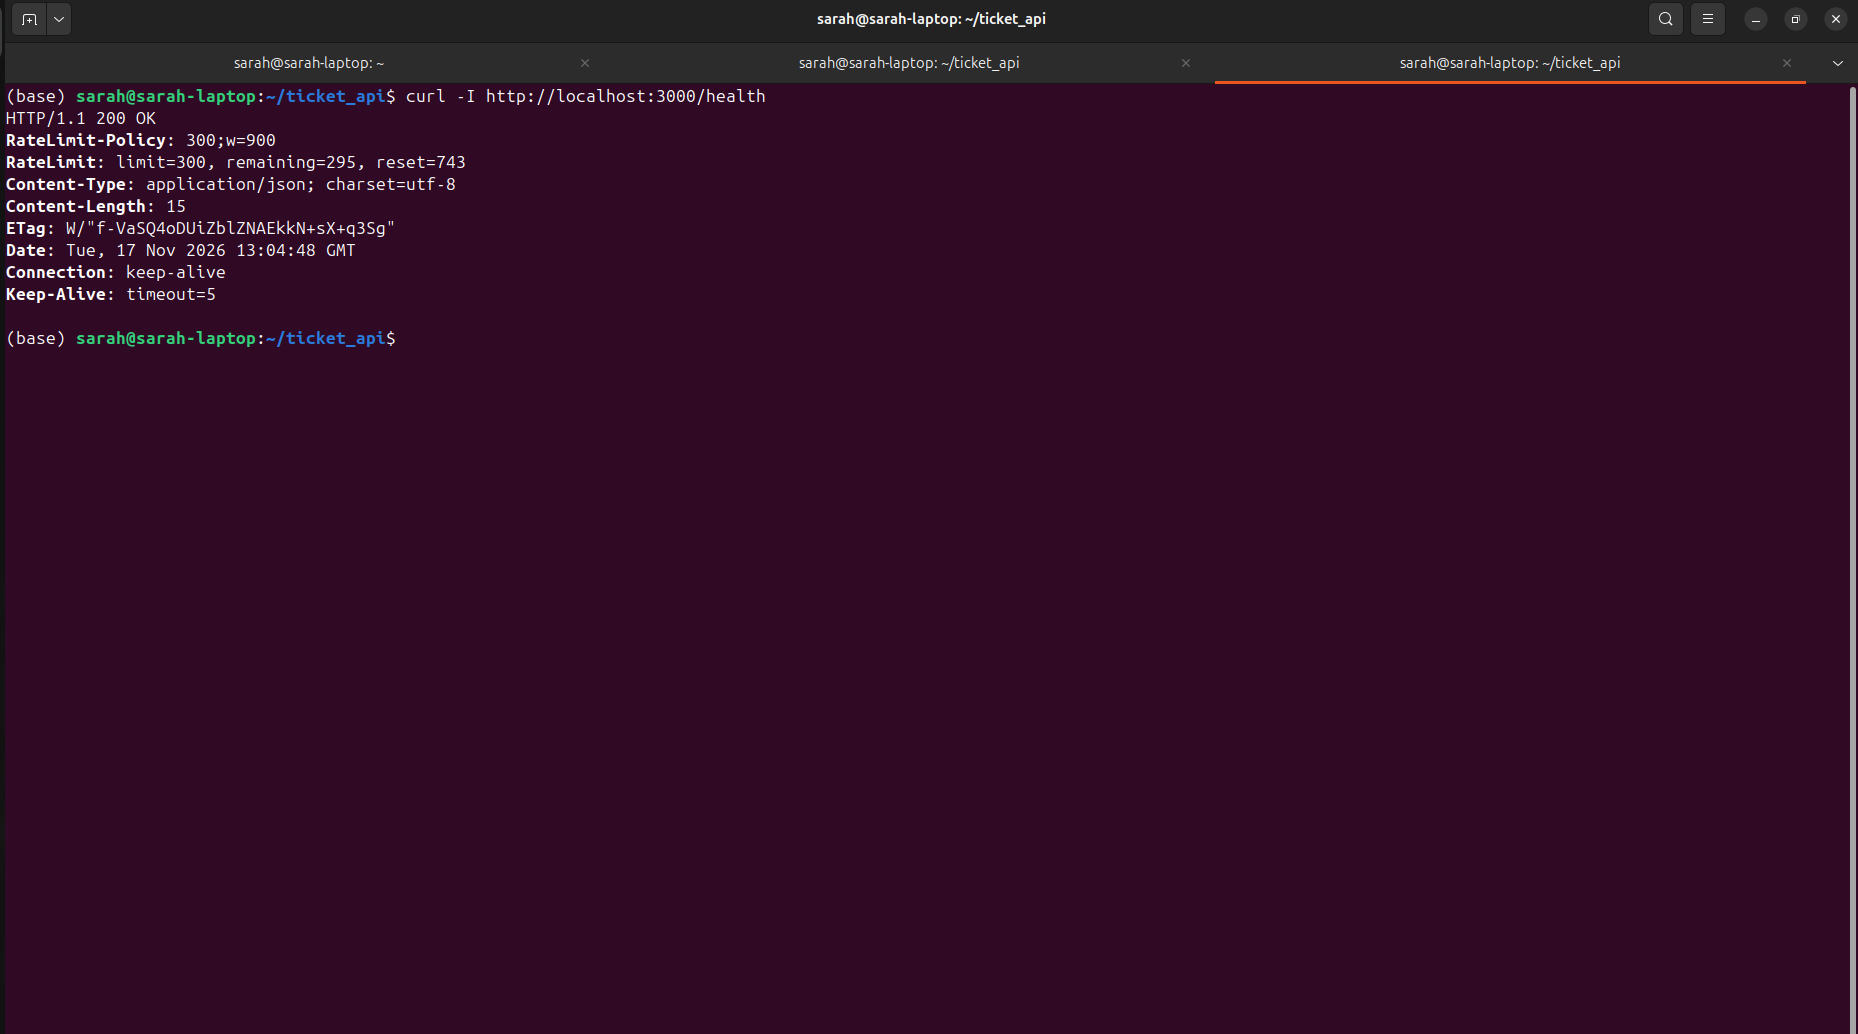 sarah@sarah-laptop: ~/ticket_api
sarah@sarah-laptop: ~
sarah@sarah-laptop: ~/ticket_api
sarah@sarah-laptop: ~/ticket_api
(base) sarah@sarah-laptop:~/ticket_api$ curl -I http://localhost:3000/health
HTTP/1.1 200 OK
RateLimit-Policy: 300;w=900
RateLimit: limit=300, remaining=295, reset=743
Content-Type: application/json; charset=utf-8
Content-Length: 15
ETag: W/"f-VaSQ4oDUiZblZNAEkkN+sX+q3Sg"
Date: Tue, 17 Nov 2026 13:04:48 GMT
Connection: keep-alive
Keep-Alive: timeout=5
(base) sarah@sarah-laptop:~/ticket_api$